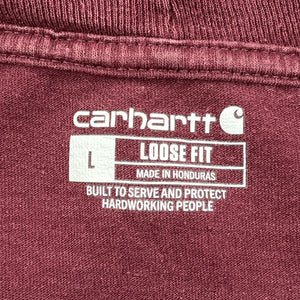 carhartt
L LOOSE FIT
MADE IN HONDURAS
BUILT TO SERVE AND PROTECT
HARDWORKING PEOPLE